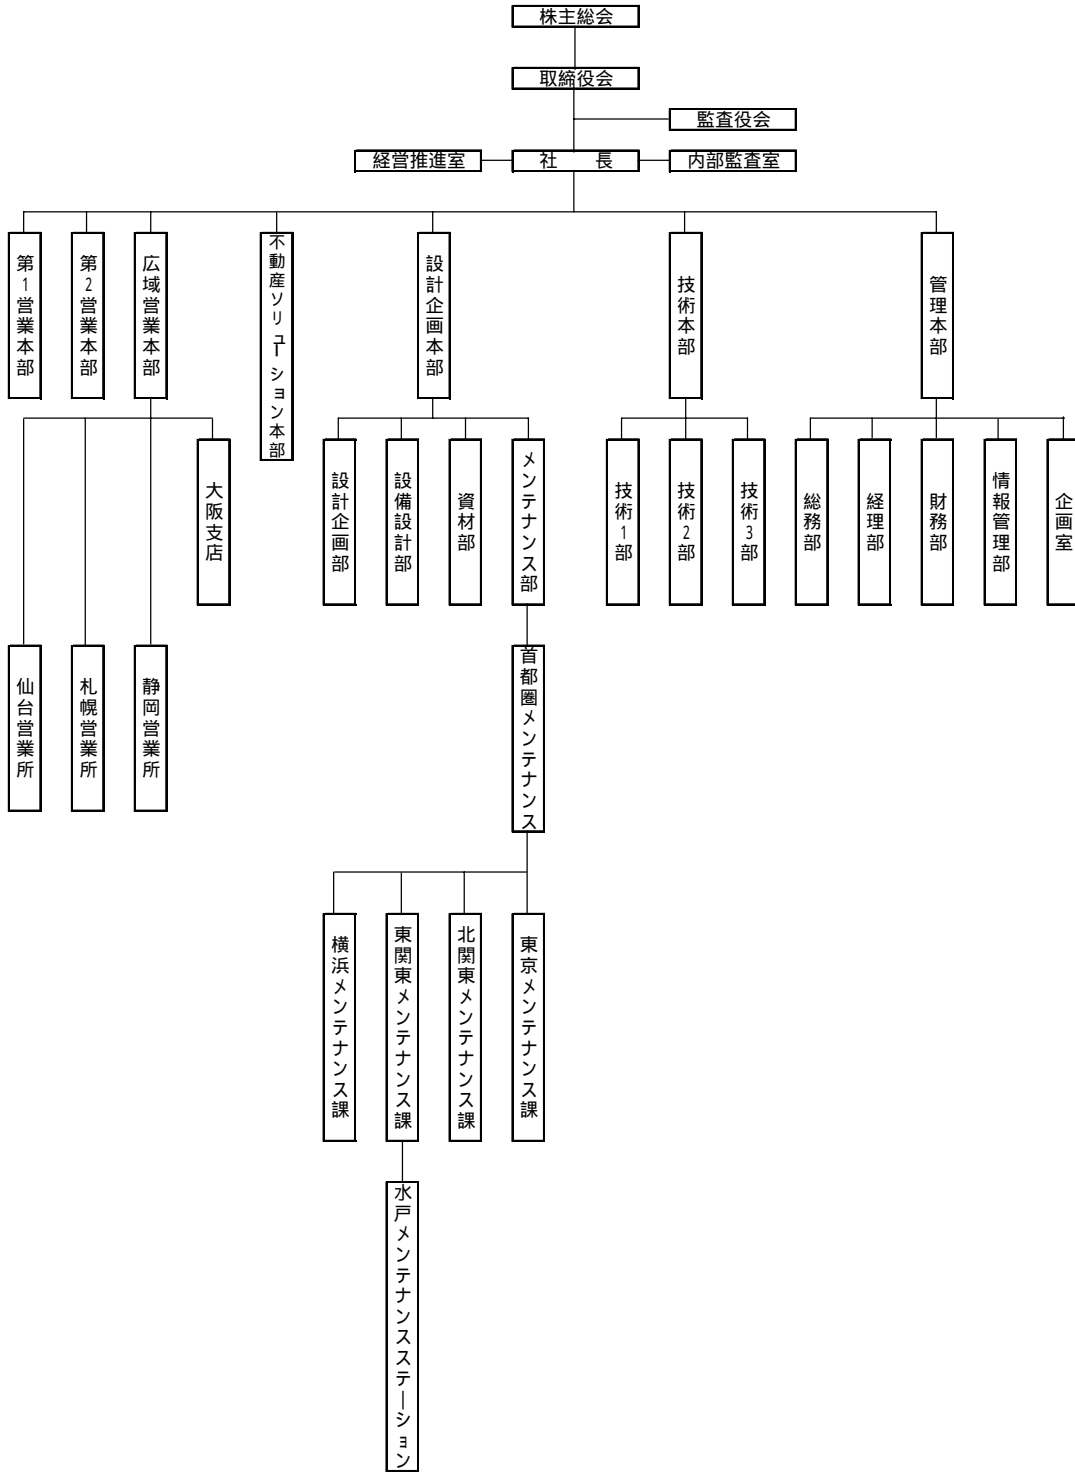 株主総会
取締役会
監査役会
経営推進室
社　　長
内部監査室
第1営業本部
第2営業本部
広域営業本部
不動産ソリューション本部
設計企画本部
技術本部
管理本部
大阪支店
設計企画部
設備設計部
資材部
メンテナンス部
技術1部
技術2部
技術3部
総務部
経理部
財務部
情報管理部
企画室
仙台営業所
札幌営業所
静岡営業所
首都圏メンテナンス
横浜メンテナンス課
東関東メンテナンス課
北関東メンテナンス課
東京メンテナンス課
水戸メンテナンスステーション